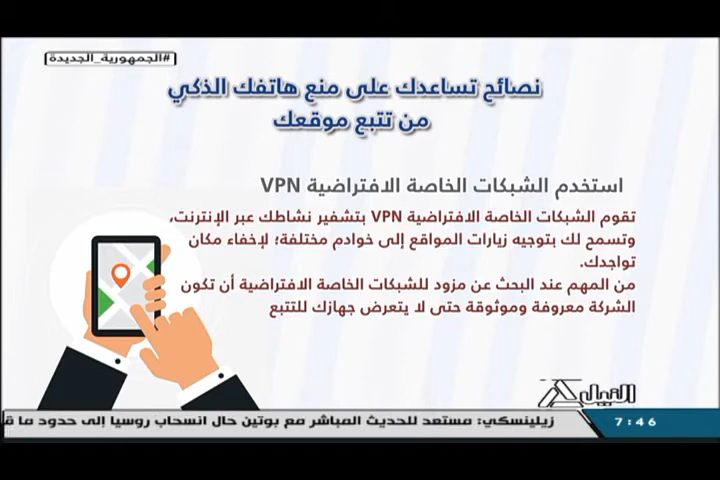 #الجمهورية_الجديدة
نصائح تساعدك على منع هاتفك الذكي
من تتبع موقعك
استخدم الشبكات الخاصة الافتراضية VPN
تقوم الشبكات الخاصة الافتراضية VPN بتشفير نشاطك عبر الإنترنت،
وتسمح لك بتوجيه زيارات المواقع إلى خوادم مختلفة؛ لإخفاء مكان
تواجدك.
من المهم عند البحث عن مزود للشبكات الخاصة الافتراضية أن تكون
الشركة معروفة وموثوقة حتى لا يتعرض جهازك للتتبع
النيل
زيلينسكي: مستعد للحديث المباشر مع بوتين حال انسحاب روسيا إلى حدود ما
7:46